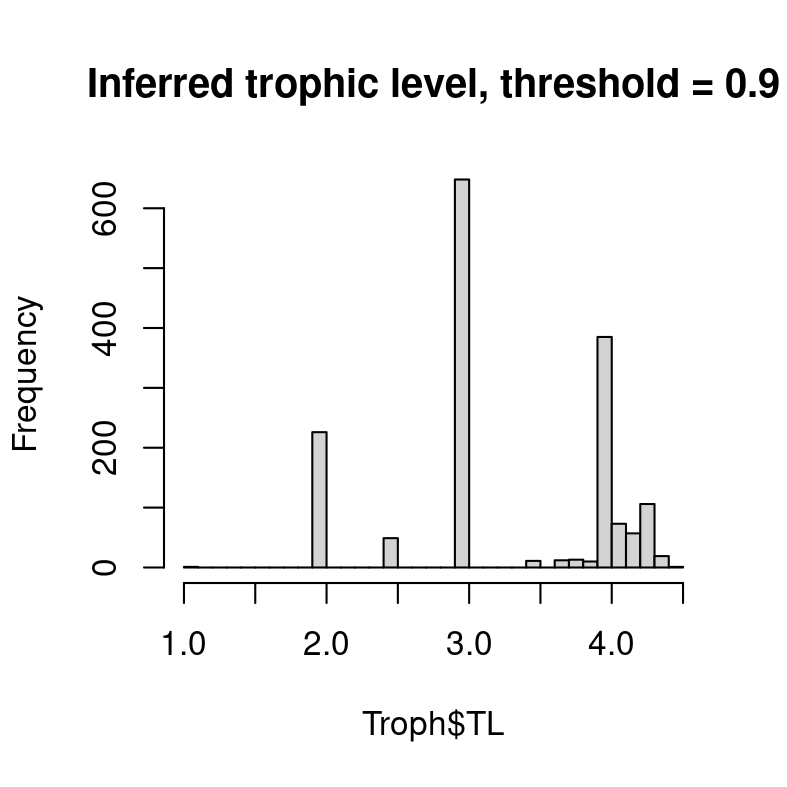 Inferred trophic level, threshold = 0.9
Frequency
600
400
200
0
1.0 2.0 3.0 4.0
Troph$TL